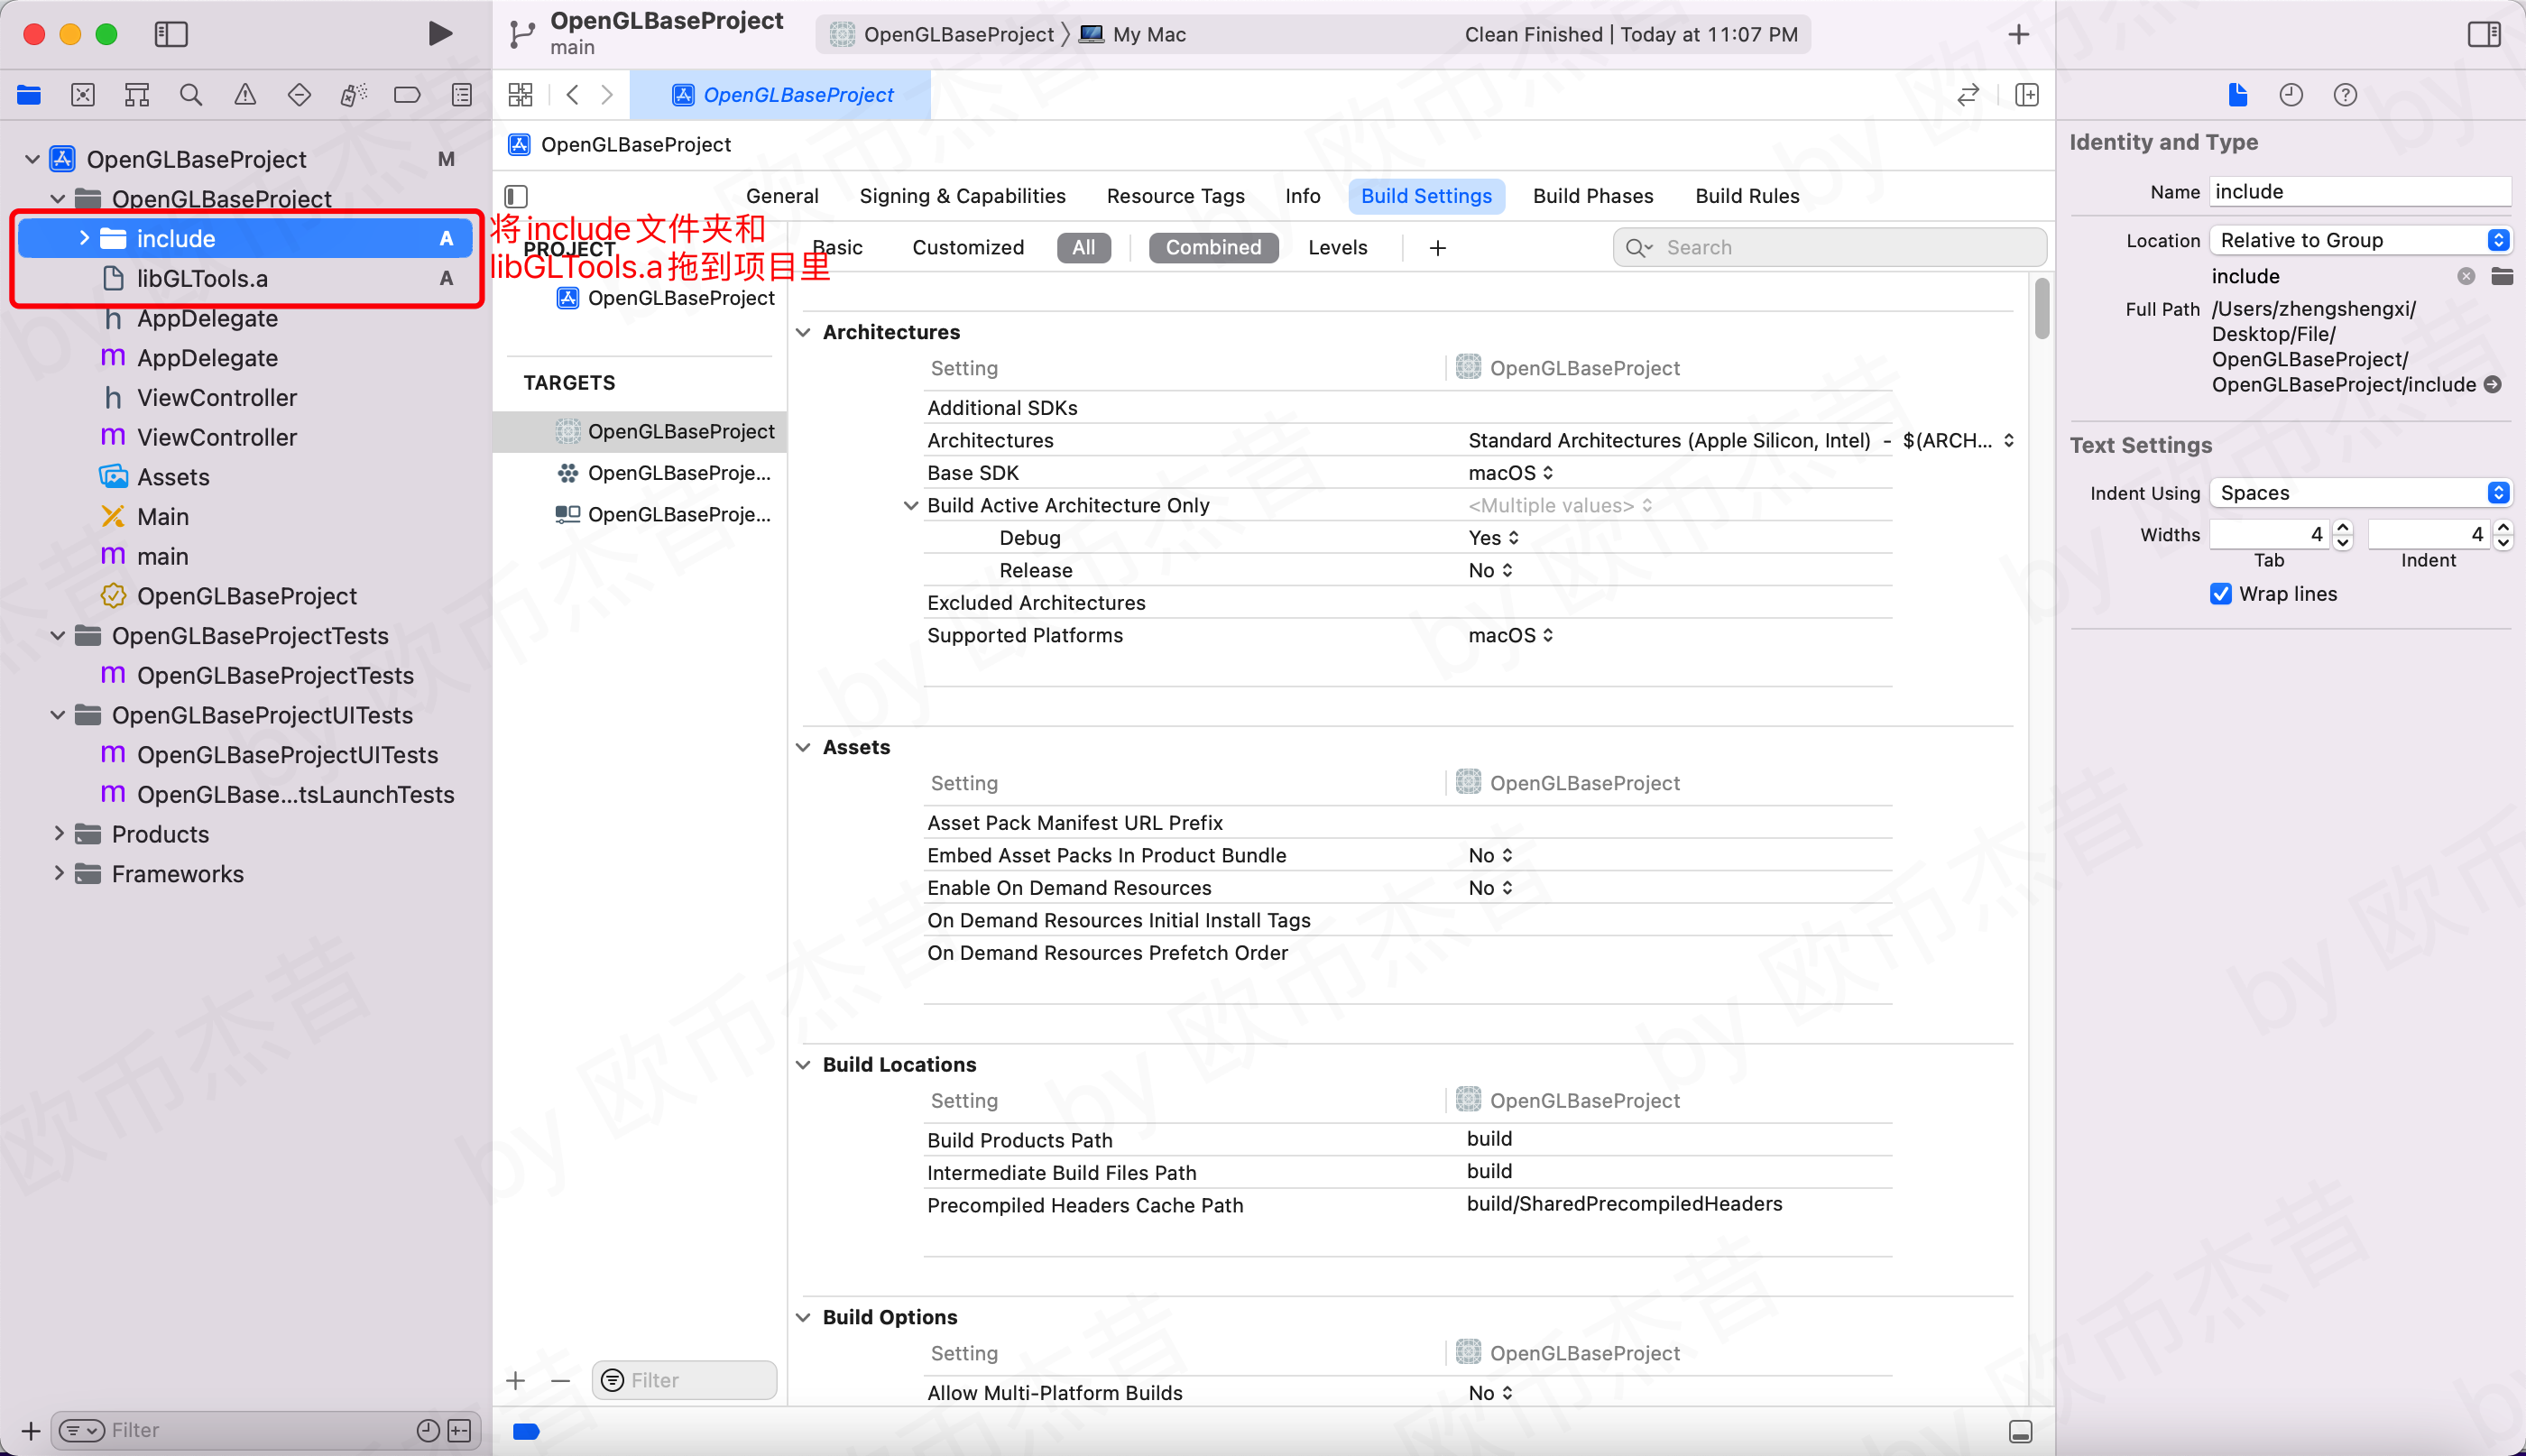 OpenGLBaseProject
main
OpenGLBaseProject
My Mac
Clean Finished | Today at 11:07 PM
OpenGLBaseProject
OpenGLBaseProject
OpenGLBaseProject M
OpenGLBaseProject
include A
libGLTools.a A
AppDelegate
AppDelegate
ViewController
ViewController
Assets
Main
main
OpenGLBaseProject
OpenGLBaseProjectTests
OpenGLBaseProjectTests
OpenGLBaseProjectUITests
OpenGLBaseProjectUITests
OpenGLBase...tsLaunchTests
Products
Frameworks
Filter
将include文件夹和
libGLTools.a拖到项目里
General Signing & Capabilities Resource Tags Info Build Settings Build Phases Build Rules
PROJECT
OpenGLBaseProject
TARGETS
OpenGLBaseProject
OpenGLBaseProje...
OpenGLBaseProje...
Filter
Basic Customized All Combined Levels Search
Architectures
Setting OpenGLBaseProject
Additional SDKs
Architectures Standard Architectures (Apple Silicon, Intel) - $(ARCH...
Base SDK macOS
Build Active Architecture Only <Multiple values>
Debug Yes
Release No
Excluded Architectures
Supported Platforms macOS
Assets
Setting OpenGLBaseProject
Asset Pack Manifest URL Prefix
Embed Asset Packs In Product Bundle No
Enable On Demand Resources No
On Demand Resources Initial Install Tags
On Demand Resources Prefetch Order
Build Locations
Setting OpenGLBaseProject
Build Products Path build
Intermediate Build Files Path build
Precompiled Headers Cache Path build/SharedPrecompiledHeaders
Build Options
Setting OpenGLBaseProject
Allow Multi-Platform Builds No
Identity and Type
Name include
Location Relative to Group
include
Full Path /Users/zhengshengxi/
Desktop/File/
OpenGLBaseProject/
OpenGLBaseProject/include
Text Settings
Indent Using Spaces
Widths 4 4
Tab Indent
Wrap lines
by 欧币杰昔